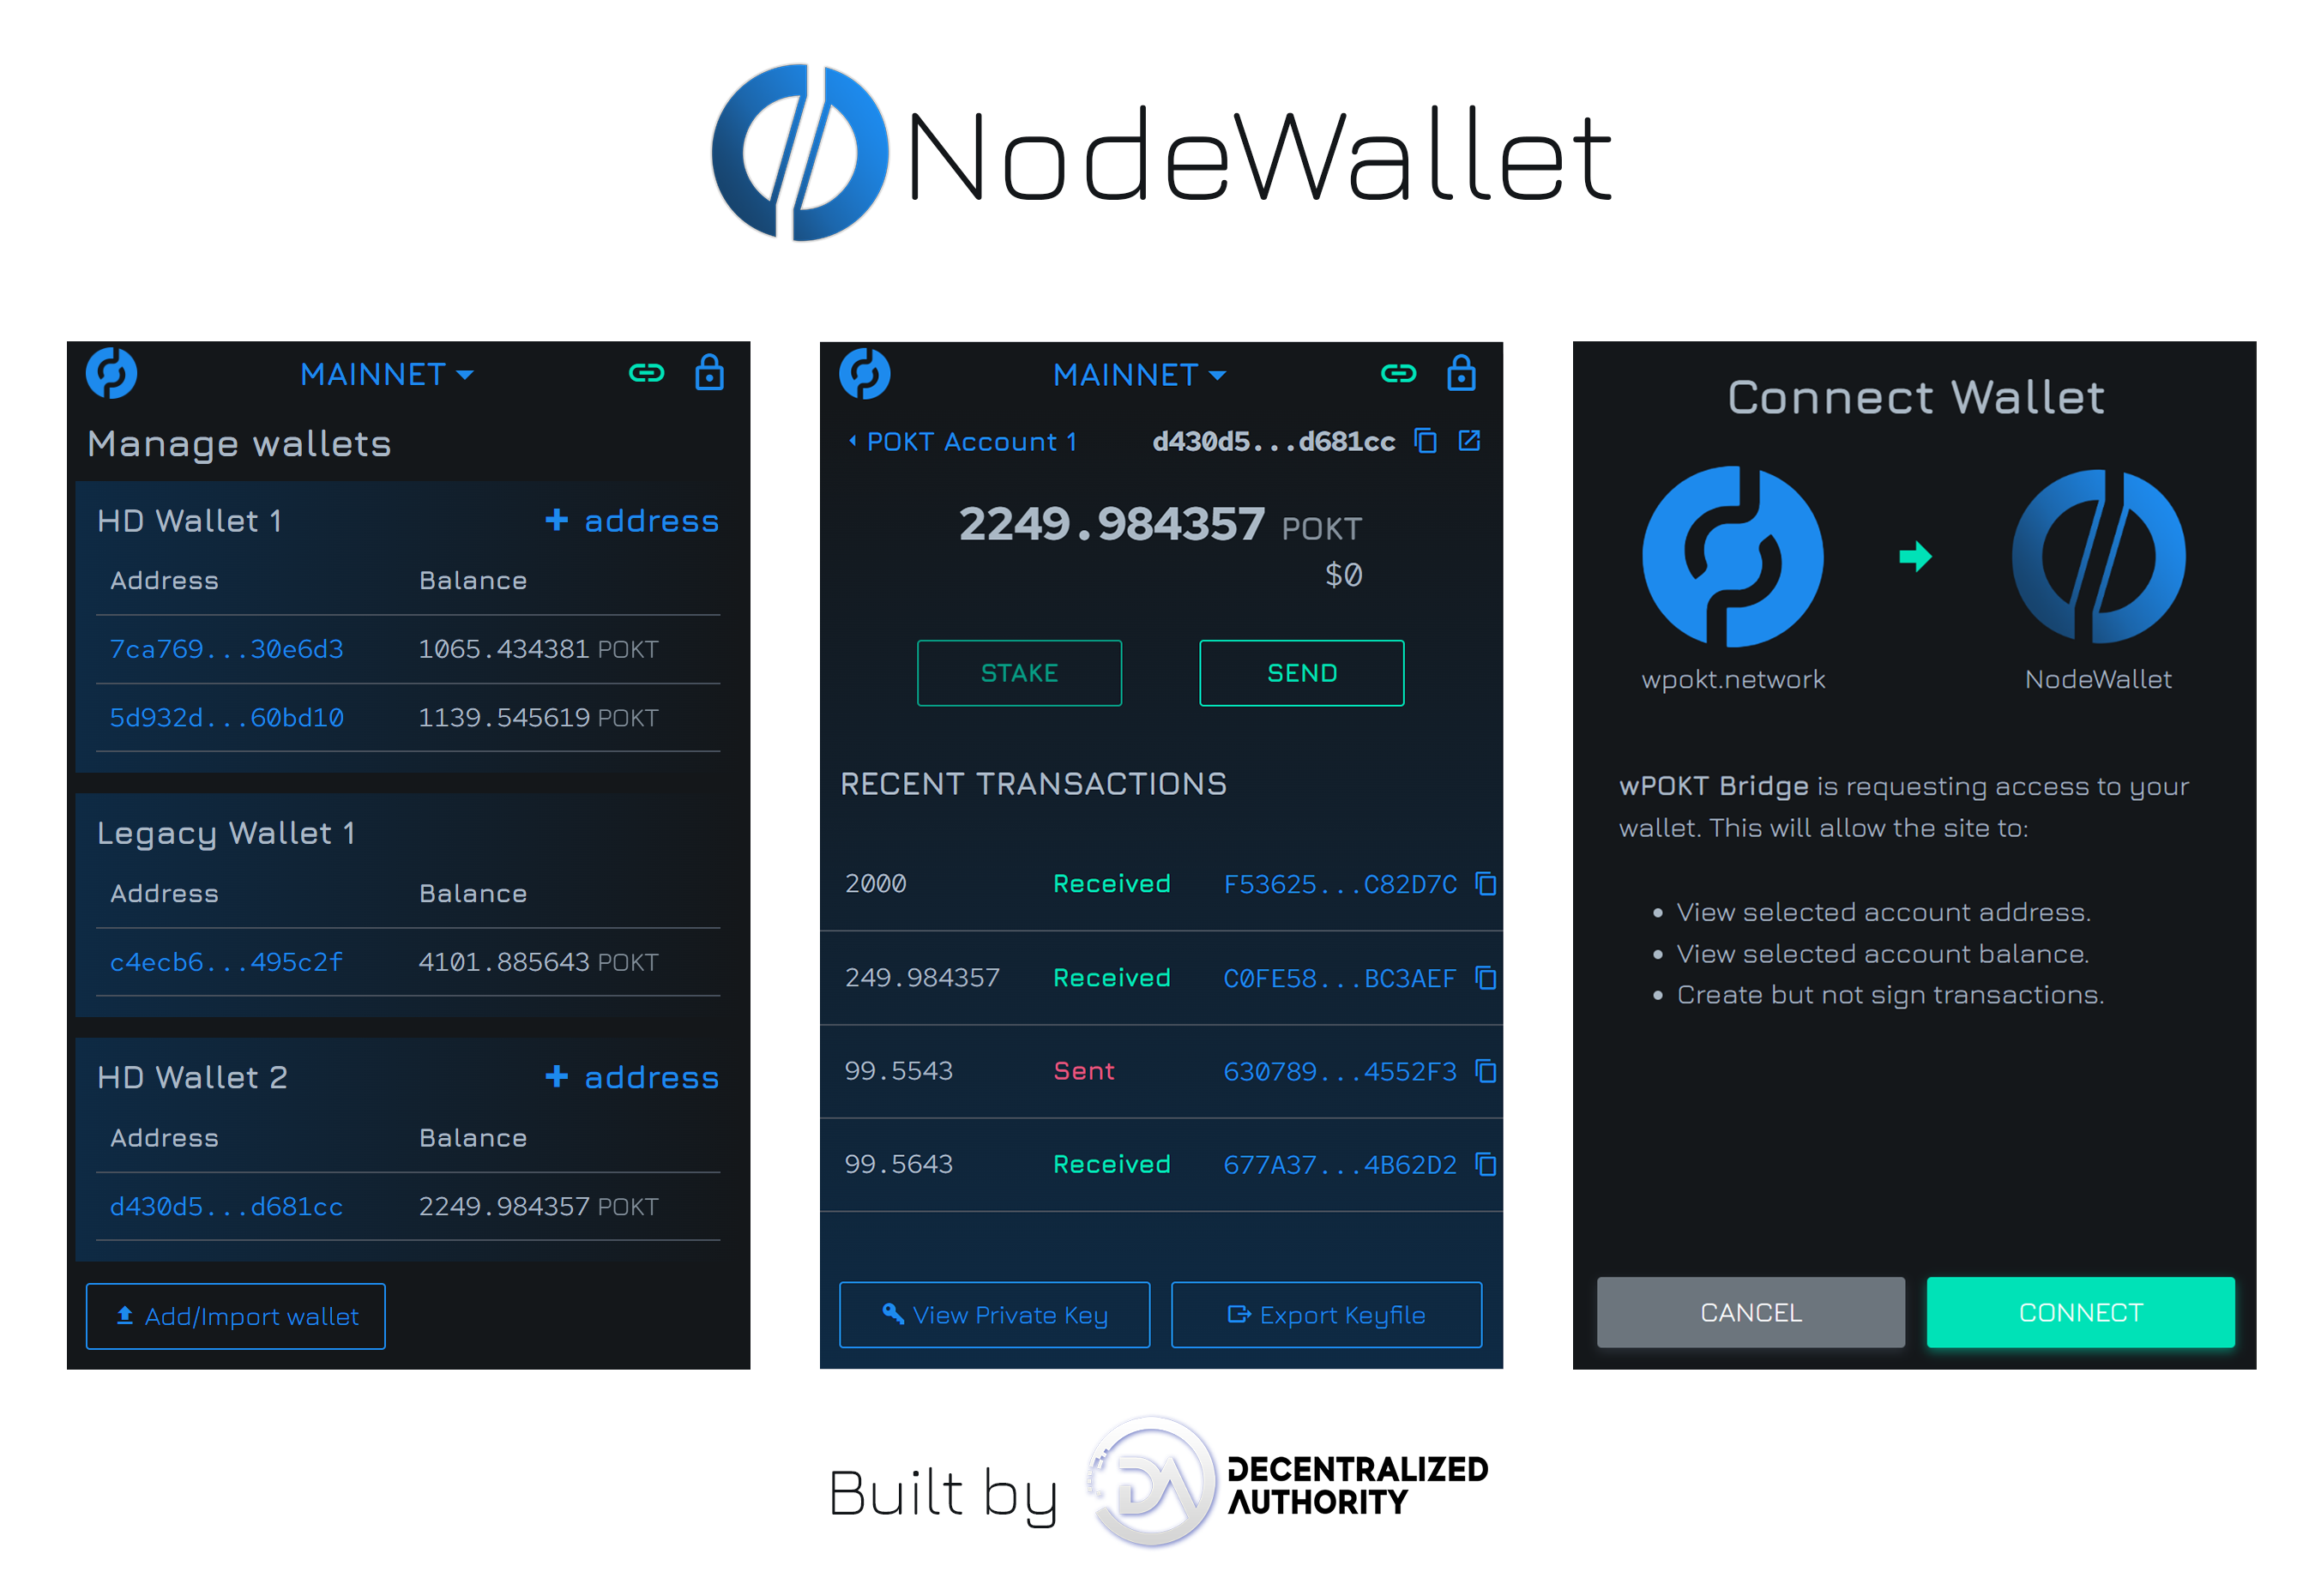 NodeWallet
MAINNET
Manage wallets
HD Wallet 1
+ address
Address Balance
7ca769...30e6d3 1065.434381 POKT
5d932d...60bd10 1139.545619 POKT
Legacy Wallet 1
Address Balance
c4ecb6...495c2f 4101.885643 POKT
HD Wallet 2
+ address
Address Balance
d430d5...d681cc 2249.984357 POKT
Add/Import wallet
MAINNET
POKT Account 1 d430d5...d681cc
2249.984357 POKT
$0
STAKE SEND
RECENT TRANSACTIONS
2000 Received F53625...C82D7C
249.984357 Received C0FE58...BC3AEF
99.5543 Sent 630789...4552F3
99.5643 Received 677A37...4B62D2
View Private Key Export Keyfile
Connect Wallet
wpokt.network NodeWallet
wPOKT Bridge is requesting access to your
wallet. This will allow the site to:
• View selected account address.
• View selected account balance.
• Create but not sign transactions.
CANCEL CONNECT
Built by
DA
DECENTRALIZED
AUTHORITY